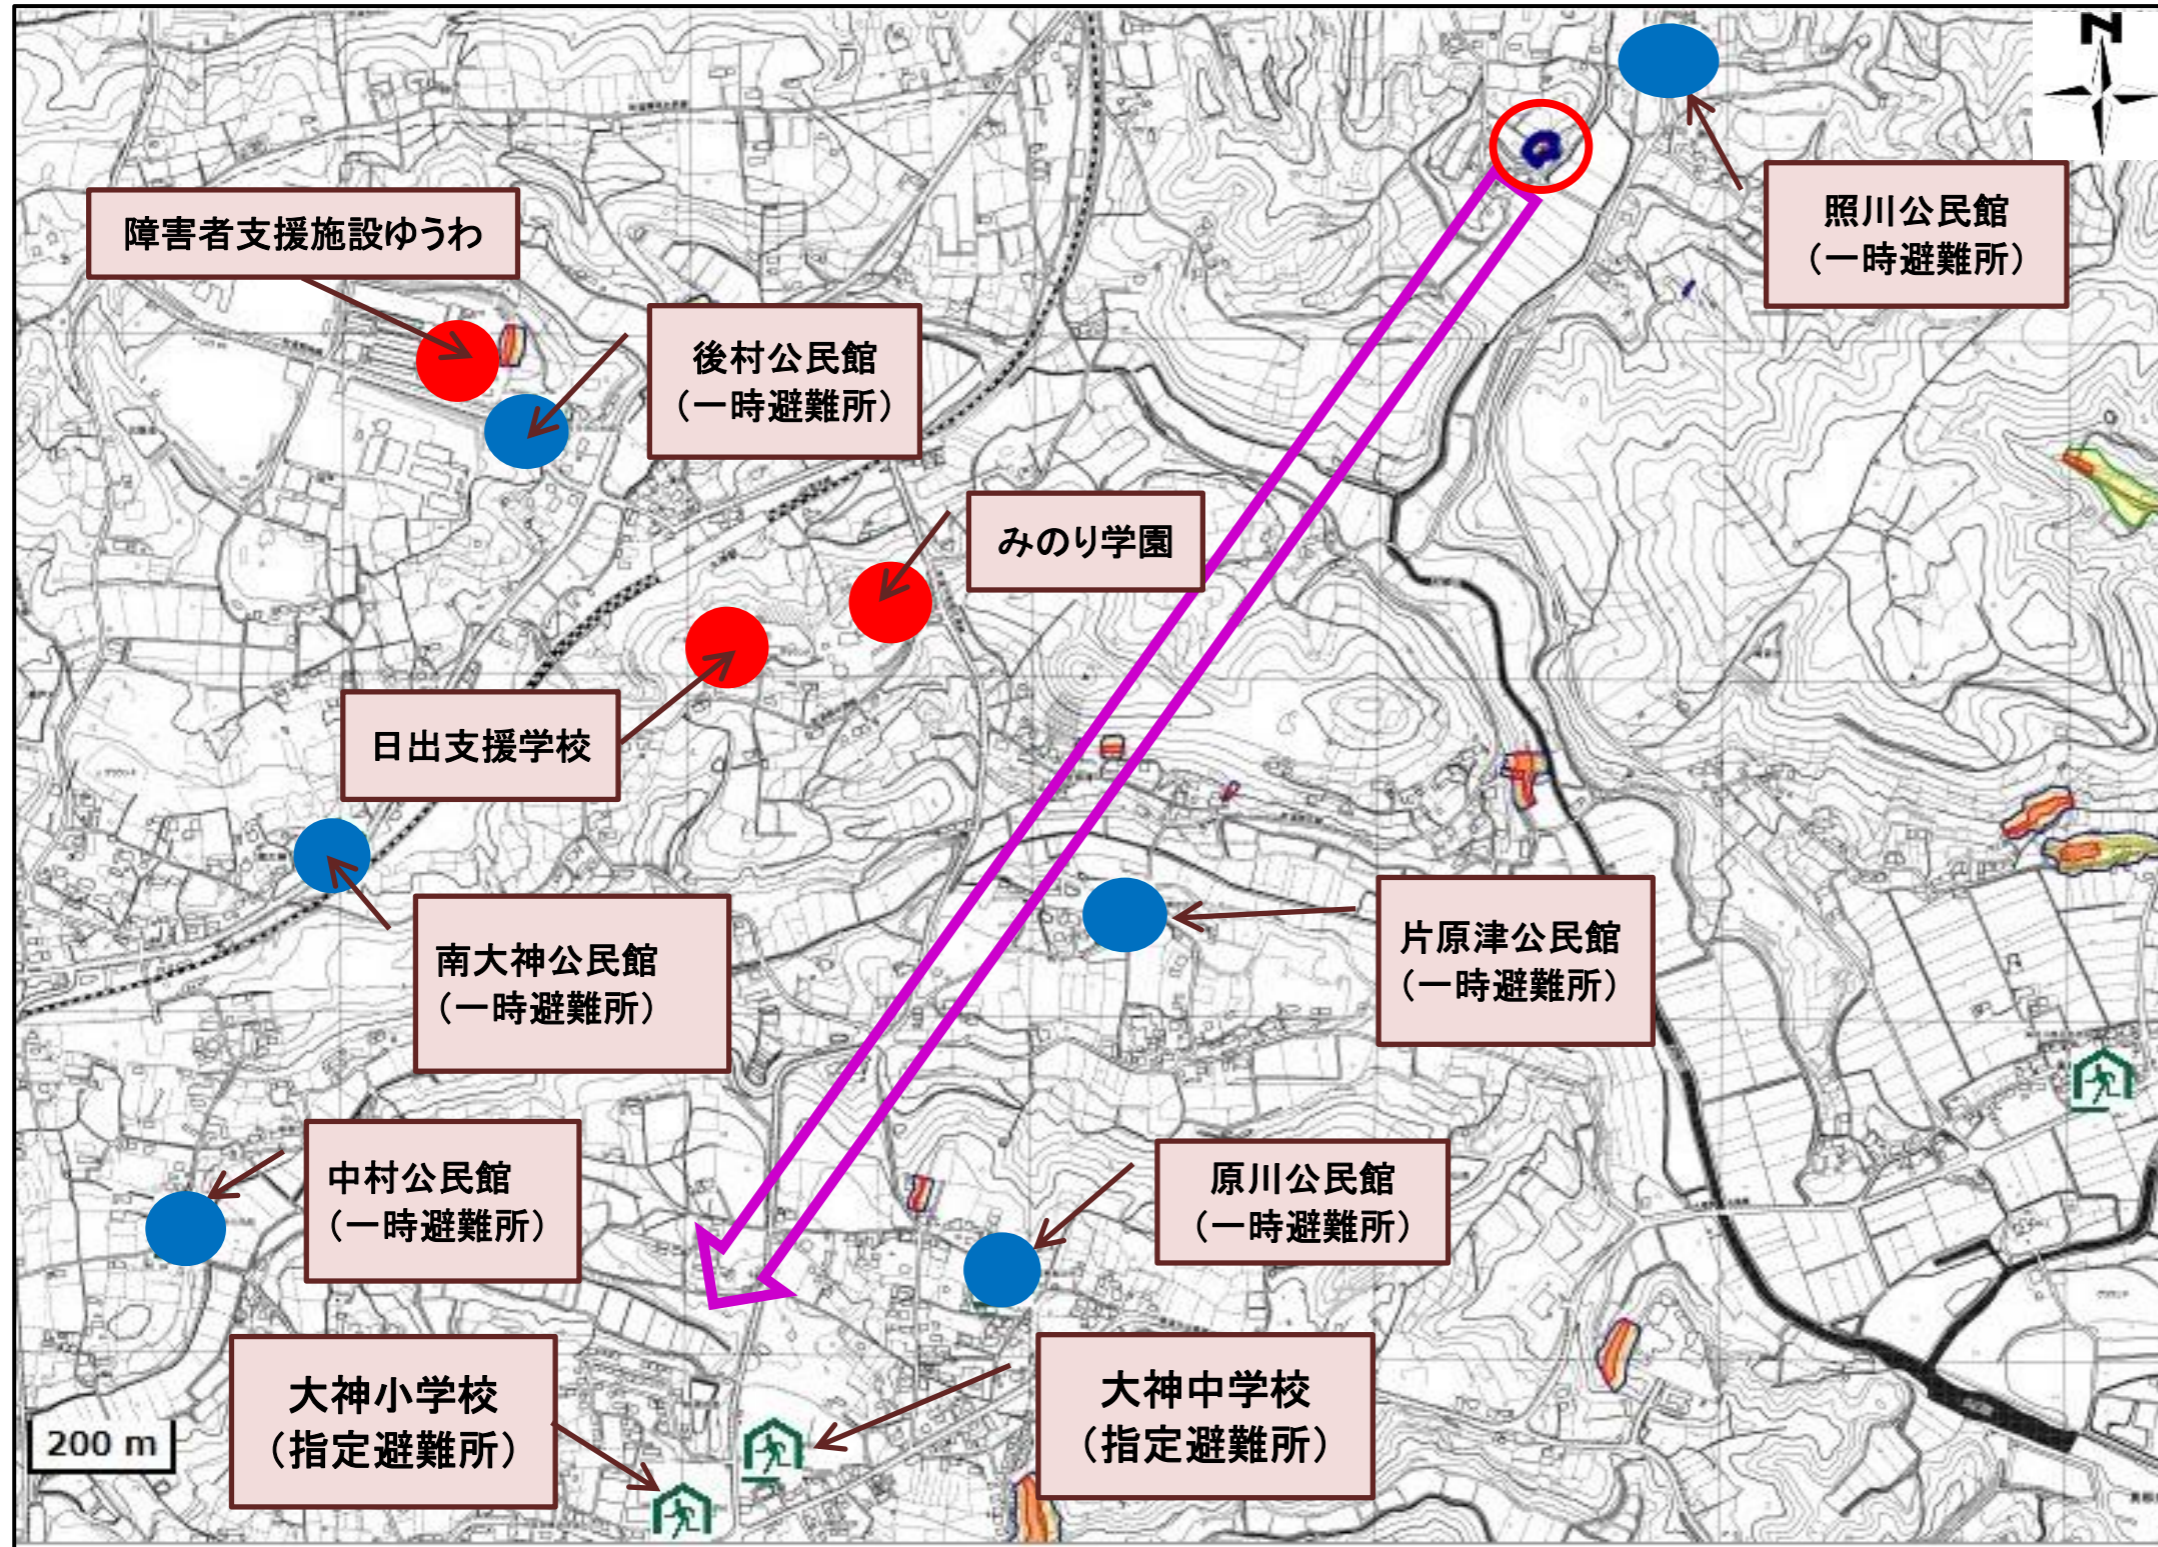 N
照川公民館
（一時避難所）
障害者支援施設ゆうわ
後村公民館
（一時避難所）
みのり学園
日出支援学校
南大神公民館
（一時避難所）
片原津公民館
（一時避難所）
中村公民館
（一時避難所）
原川公民館
（一時避難所）
大神小学校
（指定避難所）
大神中学校
（指定避難所）
200 m